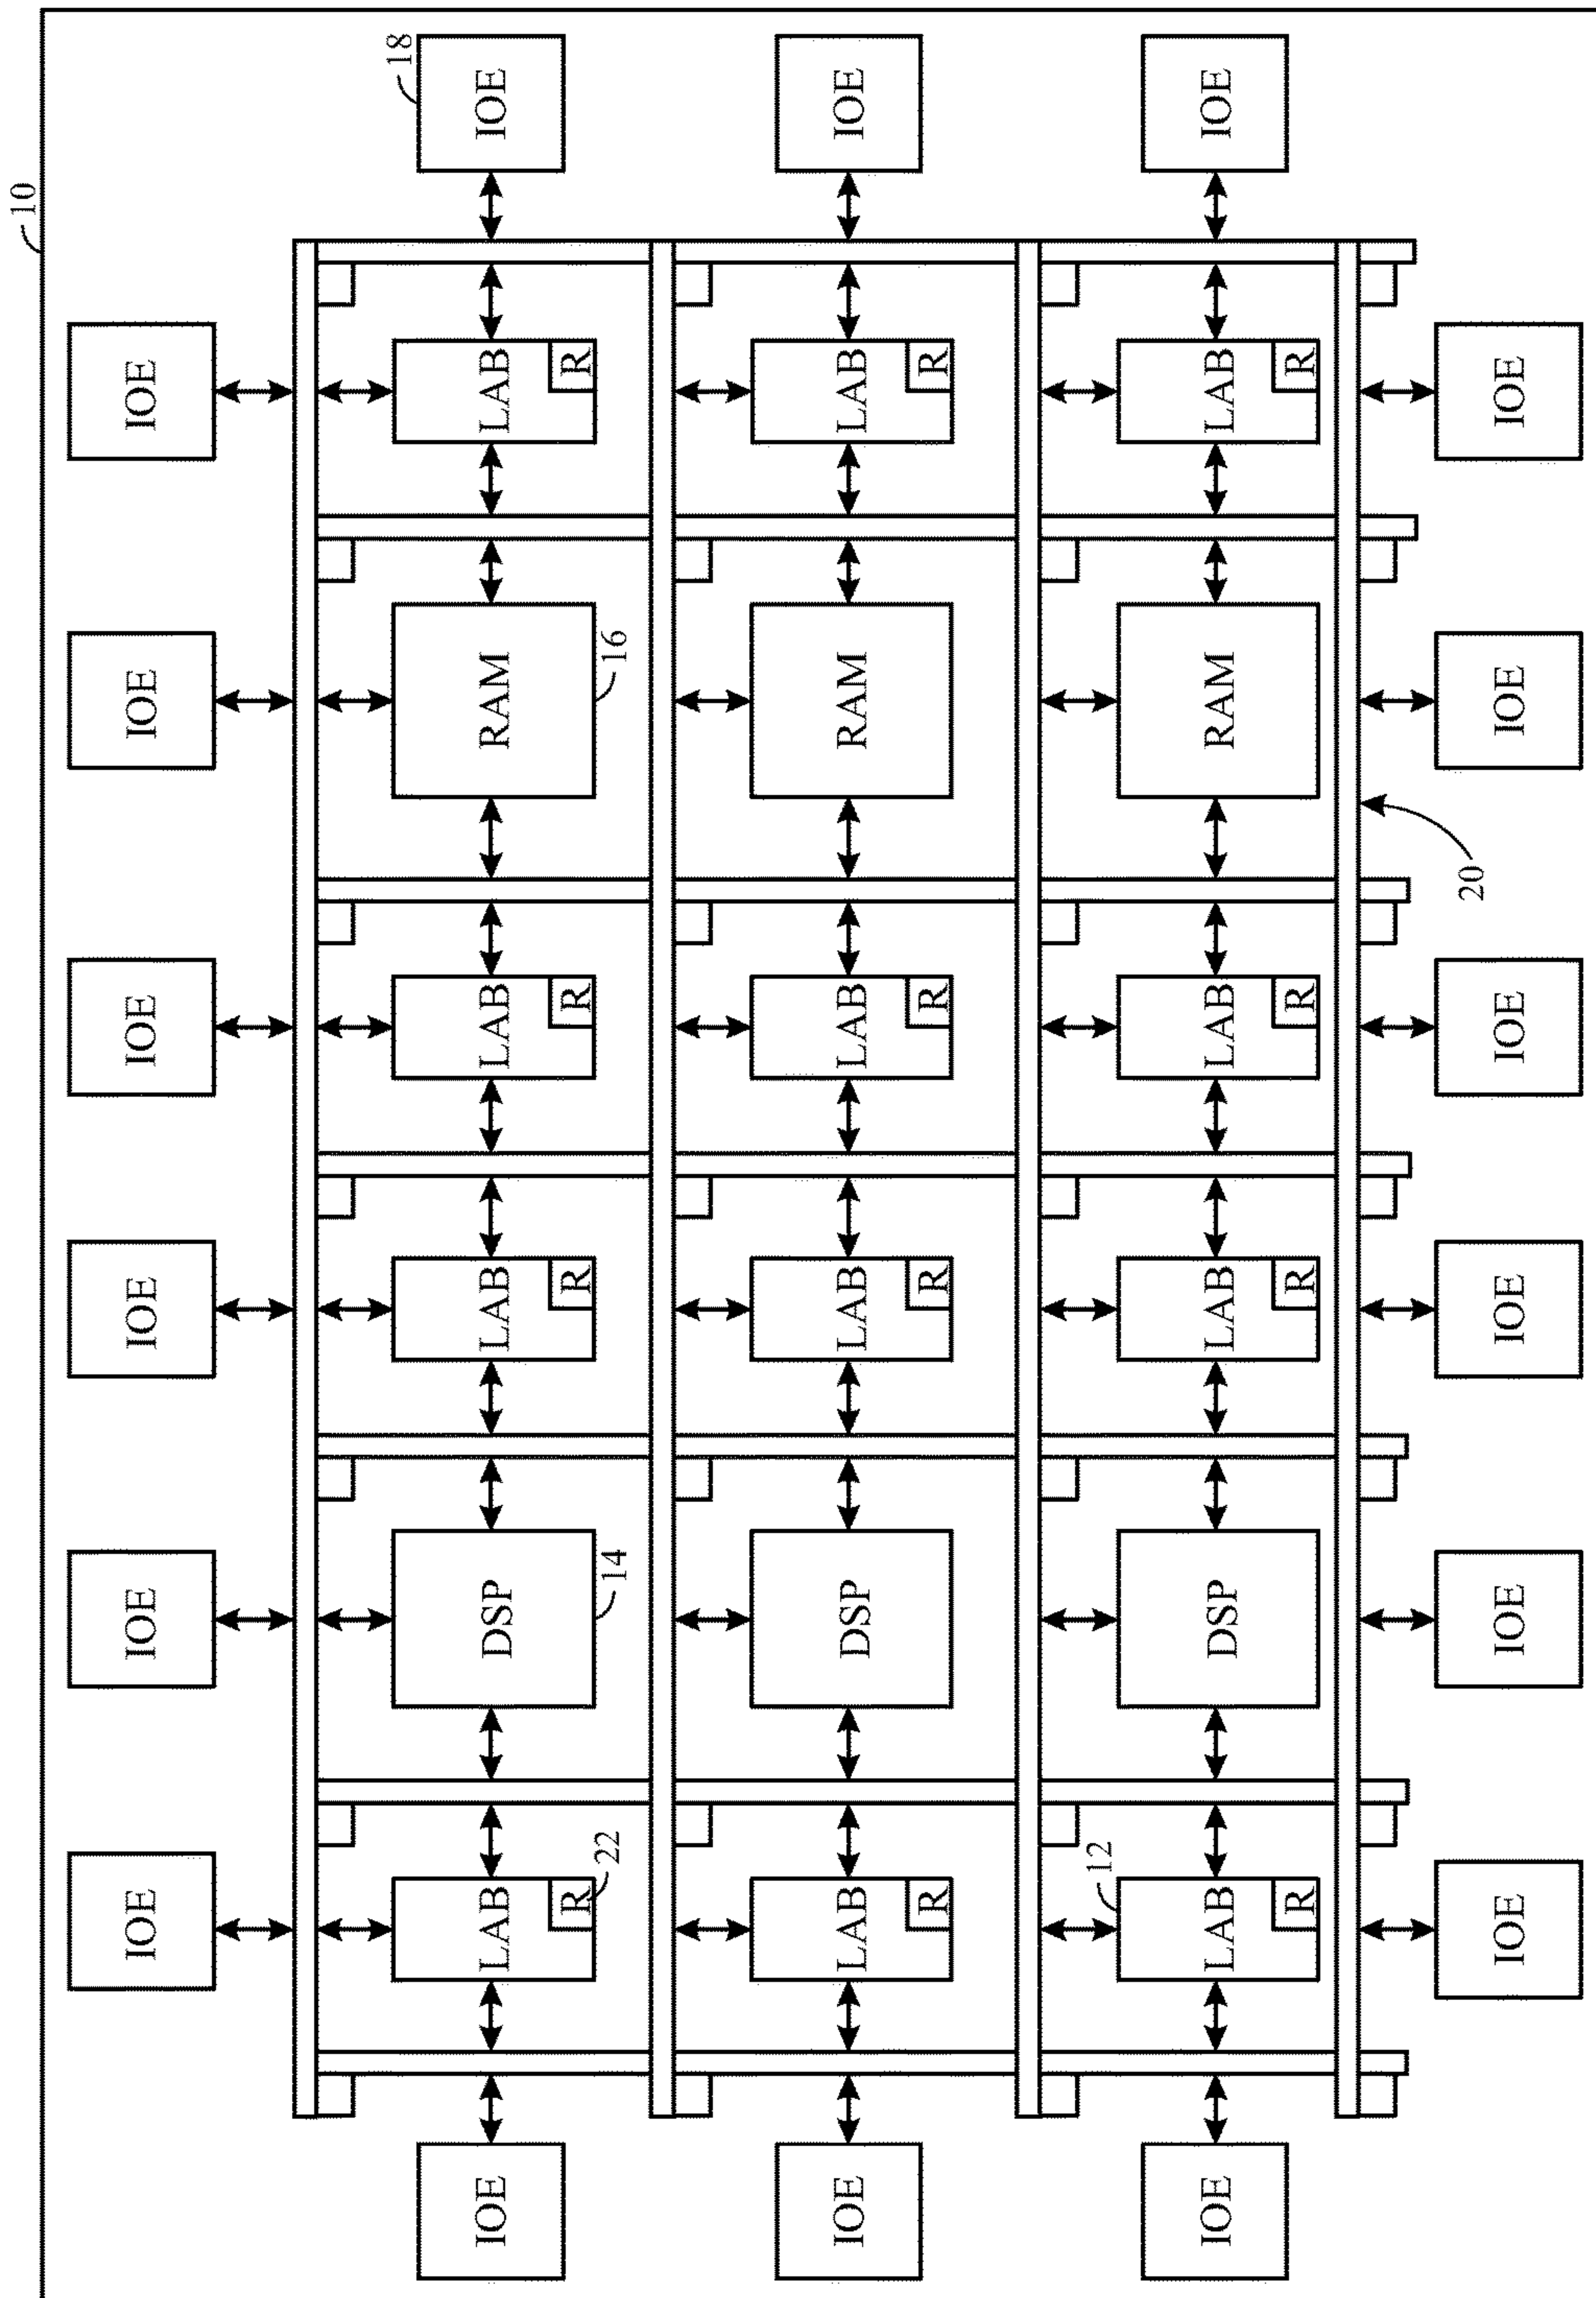 10
IOE IOE IOE IOE IOE IOE
18
IOE LAB DSP LAB LAB RAM LAB IOE
R R R R
22 14 16
IOE LAB DSP LAB LAB RAM LAB IOE
R R R R
12
IOE LAB DSP LAB LAB RAM LAB IOE
R R R R
20
IOE IOE IOE IOE IOE IOE